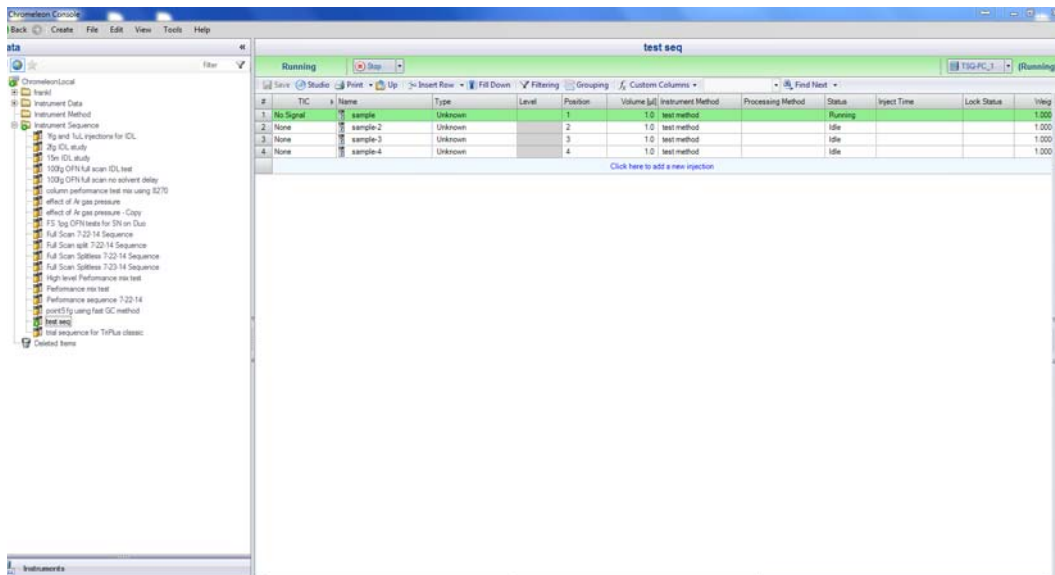 Chromeleon Console
Back Create File Edit View Tools Help
ata
«
test seq
Filter
Running Stop TSQ-PC_1 (Running
Save Studio Print Up Insert Row Fill Down Filtering Grouping Custom Columns Find Next
# TIC Name Type Level Position Volume [µl] Instrument Method Processing Method Status Inject Time Lock Status Weig
1 No Signal sample Unknown 1 1.0 test method Running 1.000
2 None sample-2 Unknown 2 1.0 test method Idle 1.000
3 None sample-3 Unknown 3 1.0 test method Idle 1.000
4 None sample-4 Unknown 4 1.0 test method Idle 1.000
Click here to add a new injection
ChromeleonLocal
Instrument Data
Instrument Method
Instrument Sequence
1fg and 1uL injections for IDL
2fg IDL study
15m IDL study
100fg OFN full scan IDL test
100fg OFN full scan no solvent delay
column performance test mix using 8270
effect of Ar gas pressure
effect of Ar gas pressure - Copy
FS 1pg OFN tests for SN on Duo
Full Scan 7-22-14 Sequence
Full Scan split 7-22-14 Sequence
Full Scan Splitless 7-22-14 Sequence
Full Scan Splitless 7-23-14 Sequence
High level Performance mix test
Performance mix test
Performance sequence 7-22-14
point5 fg using fast GC method
test seq
trial sequence for TriPlus classic
Deleted Items
Instruments